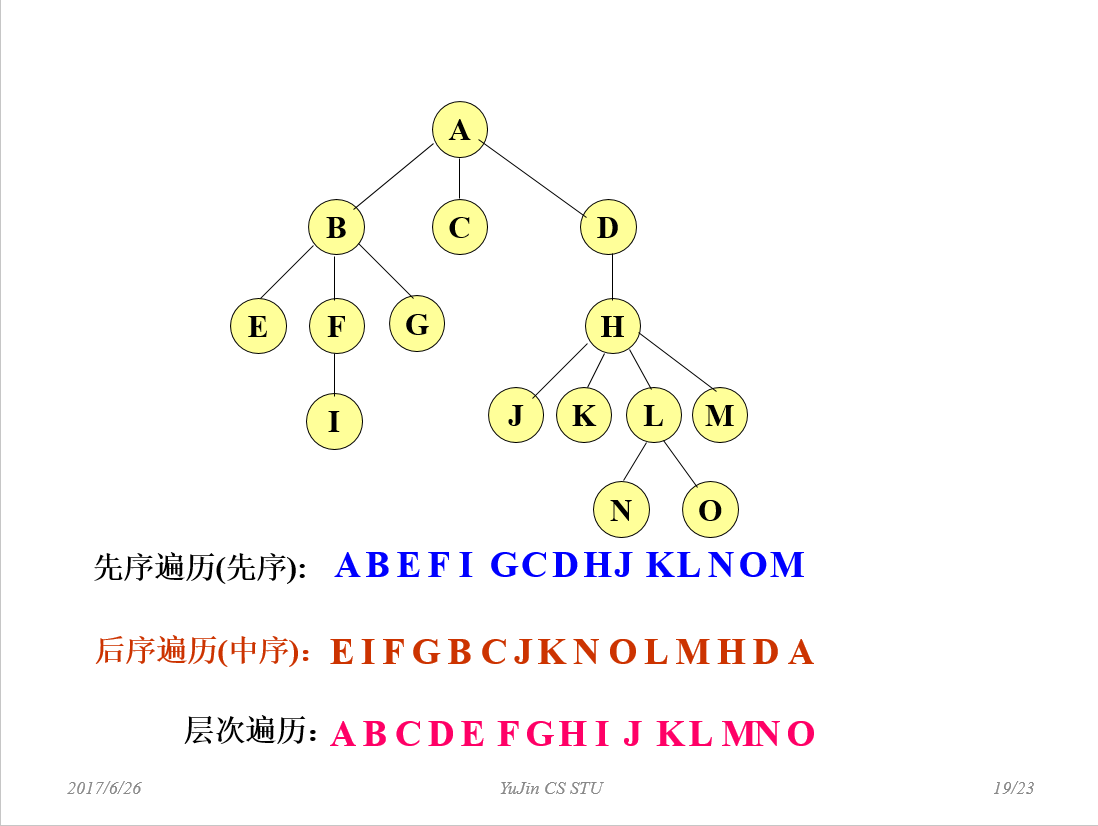 A
B C D
E F G H
I J K L M
N O
先序遍历(先序): A B E F I G C D H J K L N O M
后序遍历(中序): E I F G B C J K N O L M H D A
层次遍历: A B C D E F G H I J K L M N O
2017/6/26 YuJin CS STU 19/23